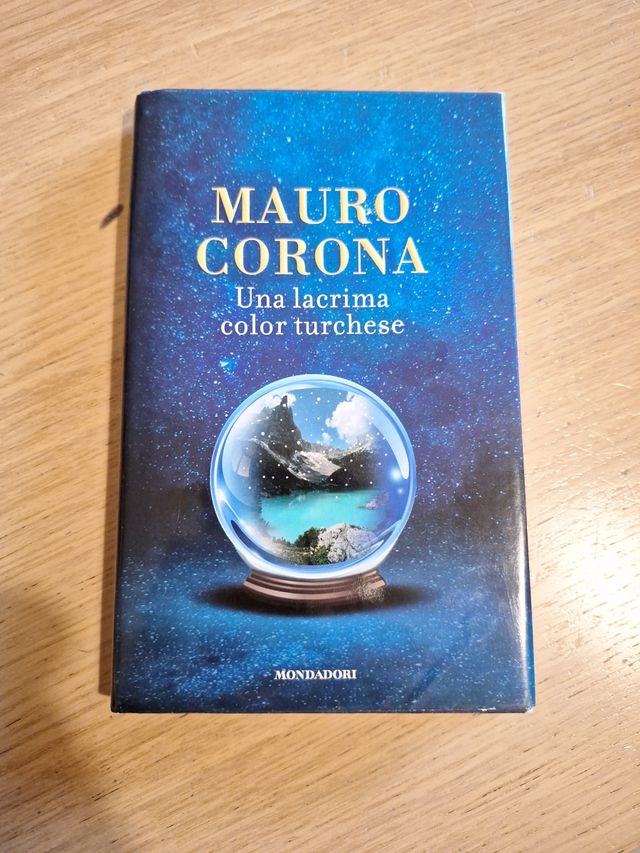 MAURO
CORONA
Una lacrima
color turchese
MONDADORI